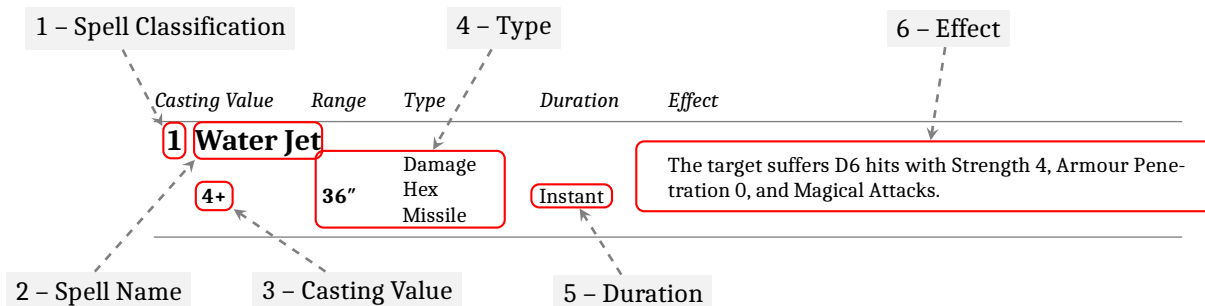 1 – Spell Classification
4 – Type
6 – Effect
Casting Value Range Type Duration Effect
1 Water Jet
4+
36″
Damage
Hex
Missile
Instant
The target suffers D6 hits with Strength 4, Armour Pene-
tration 0, and Magical Attacks.
2 – Spell Name
3 – Casting Value
5 – Duration